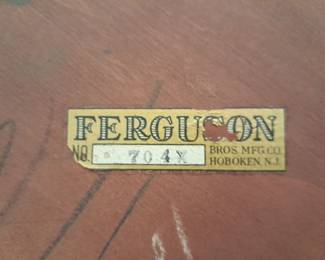 FERGUSON
NO. 704X BROS. MFG. CO.
HOBOKEN, N.J.